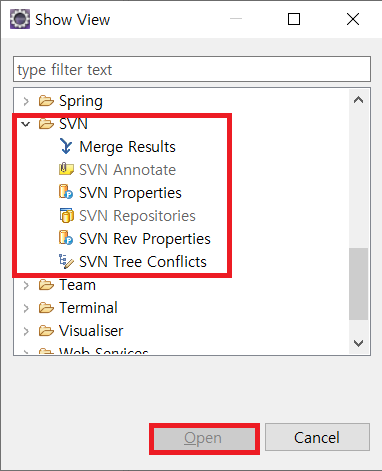 Show View
type filter text
Spring
SVN
Merge Results
SVN Annotate
SVN Properties
SVN Repositories
SVN Rev Properties
SVN Tree Conflicts
Team
Terminal
Visualiser
Web Services
Open
Cancel